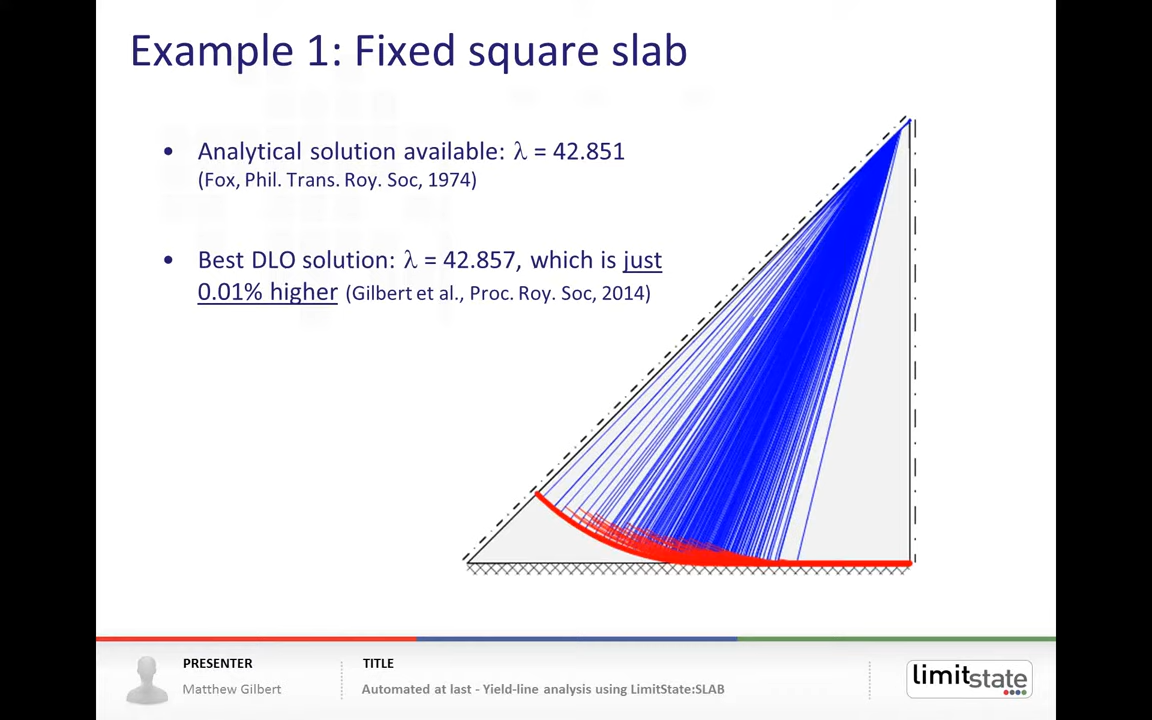 Example 1: Fixed square slab
• Analytical solution available: λ = 42.851
(Fox, Phil. Trans. Roy. Soc, 1974)
• Best DLO solution: λ = 42.857, which is just
0.01% higher (Gilbert et al., Proc. Roy. Soc, 2014)
PRESENTER
Matthew Gilbert
TITLE
Automated at last - Yield-line analysis using LimitState:SLAB
limitstate